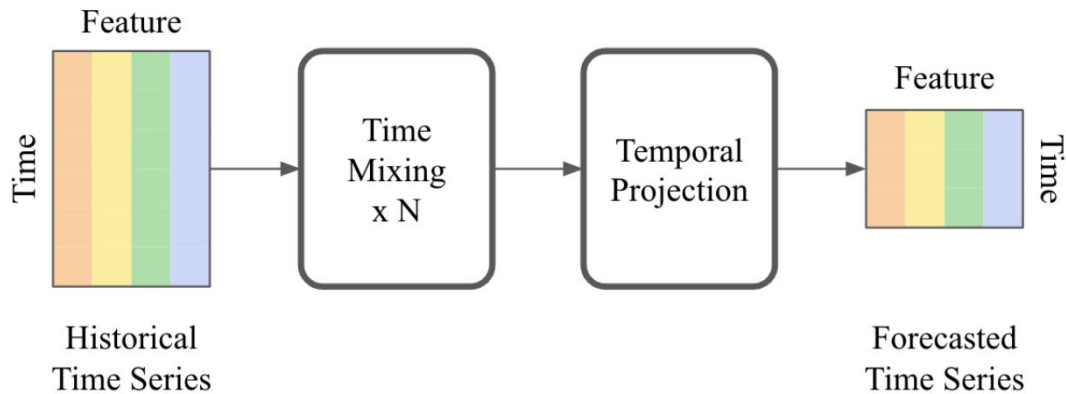 Feature
Time
Historical
Time Series
Time
Mixing
x N
Temporal
Projection
Feature
Time
Forecasted
Time Series